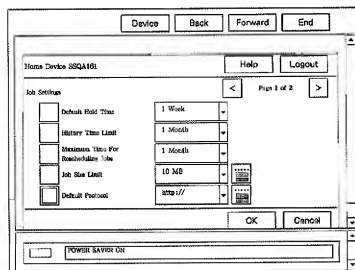 Device Back Forward End
Home Device SSQA161 Help Logout
Job Settings < Page 1 of 2 >
Default Hold Time 1 Week
History Time Limit 1 Month
Maximum Time For Rescheduling Jobs 1 Month
Job Size Limit 10 MB
Default Protocol http://
OK Cancel
POWER SAVER ON